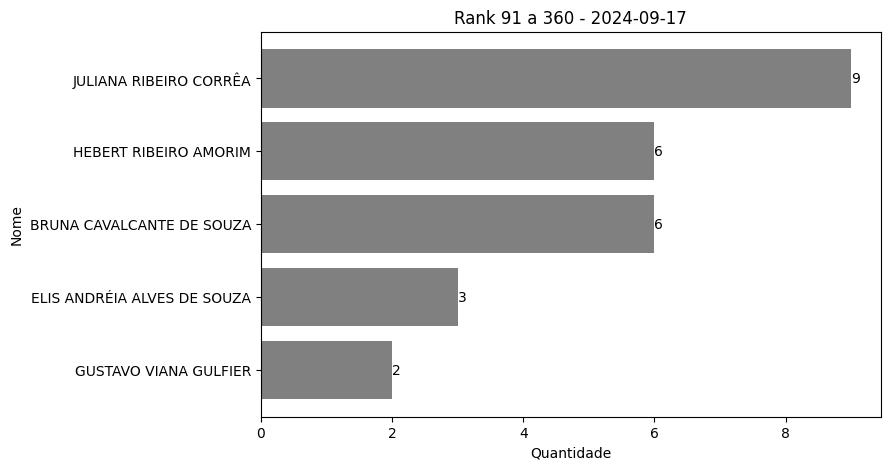 Rank 91 a 360 - 2024-09-17
JULIANA RIBEIRO CORRÊA
9
HEBERT RIBEIRO AMORIM
6
BRUNA CAVALCANTE DE SOUZA
6
ELIS ANDRÉIA ALVES DE SOUZA
3
GUSTAVO VIANA GULFIER
2
Nome
0 2 4 6 8
Quantidade